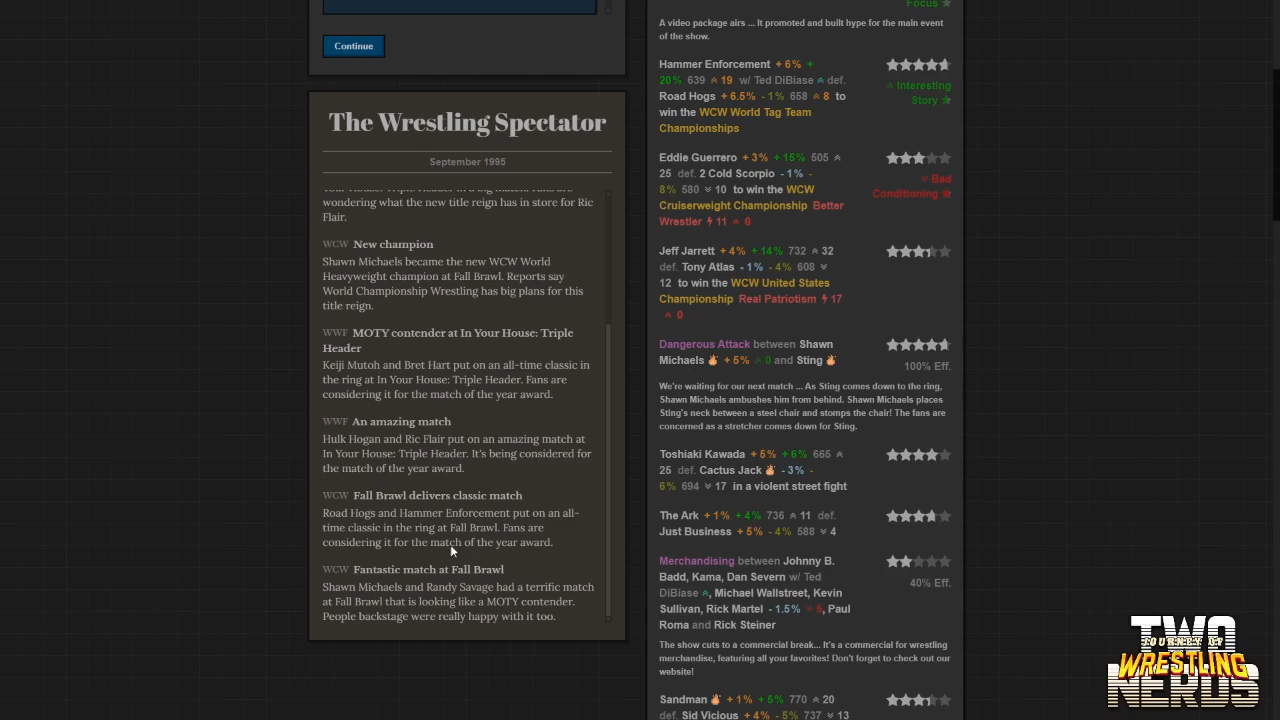 Continue
The Wrestling Spectator
September 1995
Your House: Triple Header in a big match. Fans are
wondering what the new title reign has in store for Ric
Flair.
WCW New champion
Shawn Michaels became the new WCW World
Heavyweight champion at Fall Brawl. Reports say
World Championship Wrestling has big plans for this
title reign.
WWF MOTY contender at In Your House: Triple
Header
Keiji Mutoh and Bret Hart put on an all-time classic in
the ring at In Your House: Triple Header. Fans are
considering it for the match of the year award.
WWF An amazing match
Hulk Hogan and Ric Flair put on an amazing match at
In Your House: Triple Header. It's being considered for
the match of the year award.
WCW Fall Brawl delivers classic match
Road Hogs and Hammer Enforcement put on an all-
time classic in the ring at Fall Brawl. Fans are
considering it for the match of the year award.
WCW Fantastic match at Fall Brawl
Shawn Michaels and Randy Savage had a terrific match
at Fall Brawl that is looking like a MOTY contender.
People backstage were really happy with it too.
Focus
A video package airs ... It promoted and built hype for the main event
of the show.
Hammer Enforcement + 6% +
20% 639 19 w/ Ted DiBiase def.
Road Hogs + 6.5% - 1% 658 8 to
win the WCW World Tag Team
Championships
Interesting
Story
Eddie Guerrero + 3% + 15% 505
25 def. 2 Cold Scorpio - 1% -
8% 580 10 to win the WCW
Cruiserweight Championship Better
Wrestler 11 0
Bad
Conditioning
Jeff Jarrett + 4% + 14% 732 32
def. Tony Atlas - 1% - 4% 608
12 to win the WCW United States
Championship Real Patriotism 17
0
Dangerous Attack between Shawn
Michaels + 5% 0 and Sting
100% Eff.
We're waiting for our next match ... As Sting comes down to the ring,
Shawn Michaels ambushes him from behind. Shawn Michaels places
Sting's neck between a steel chair and stomps the chair! The fans are
concerned as a stretcher comes down for Sting.
Toshiaki Kawada + 5% + 6% 665
25 def. Cactus Jack - 3% -
6% 694 17 in a violent street fight
The Ark + 1% + 4% 736 11 def.
Just Business + 5% - 4% 588 4
Merchandising between Johnny B.
Badd, Kama, Dan Severn w/ Ted
DiBiase , Michael Wallstreet, Kevin
Sullivan, Rick Martel - 1.5% 5, Paul
Roma and Rick Steiner
40% Eff.
The show cuts to a commercial break... It's a commercial for wrestling
merchandise, featuring all your favorites! Don't forget to check out our
website!
Sandman + 1% + 5% 770 20
def. Sid Vicious + 4% - 5% 737 13
TWO
JOURNEY OF
WRESTLING
NERDS